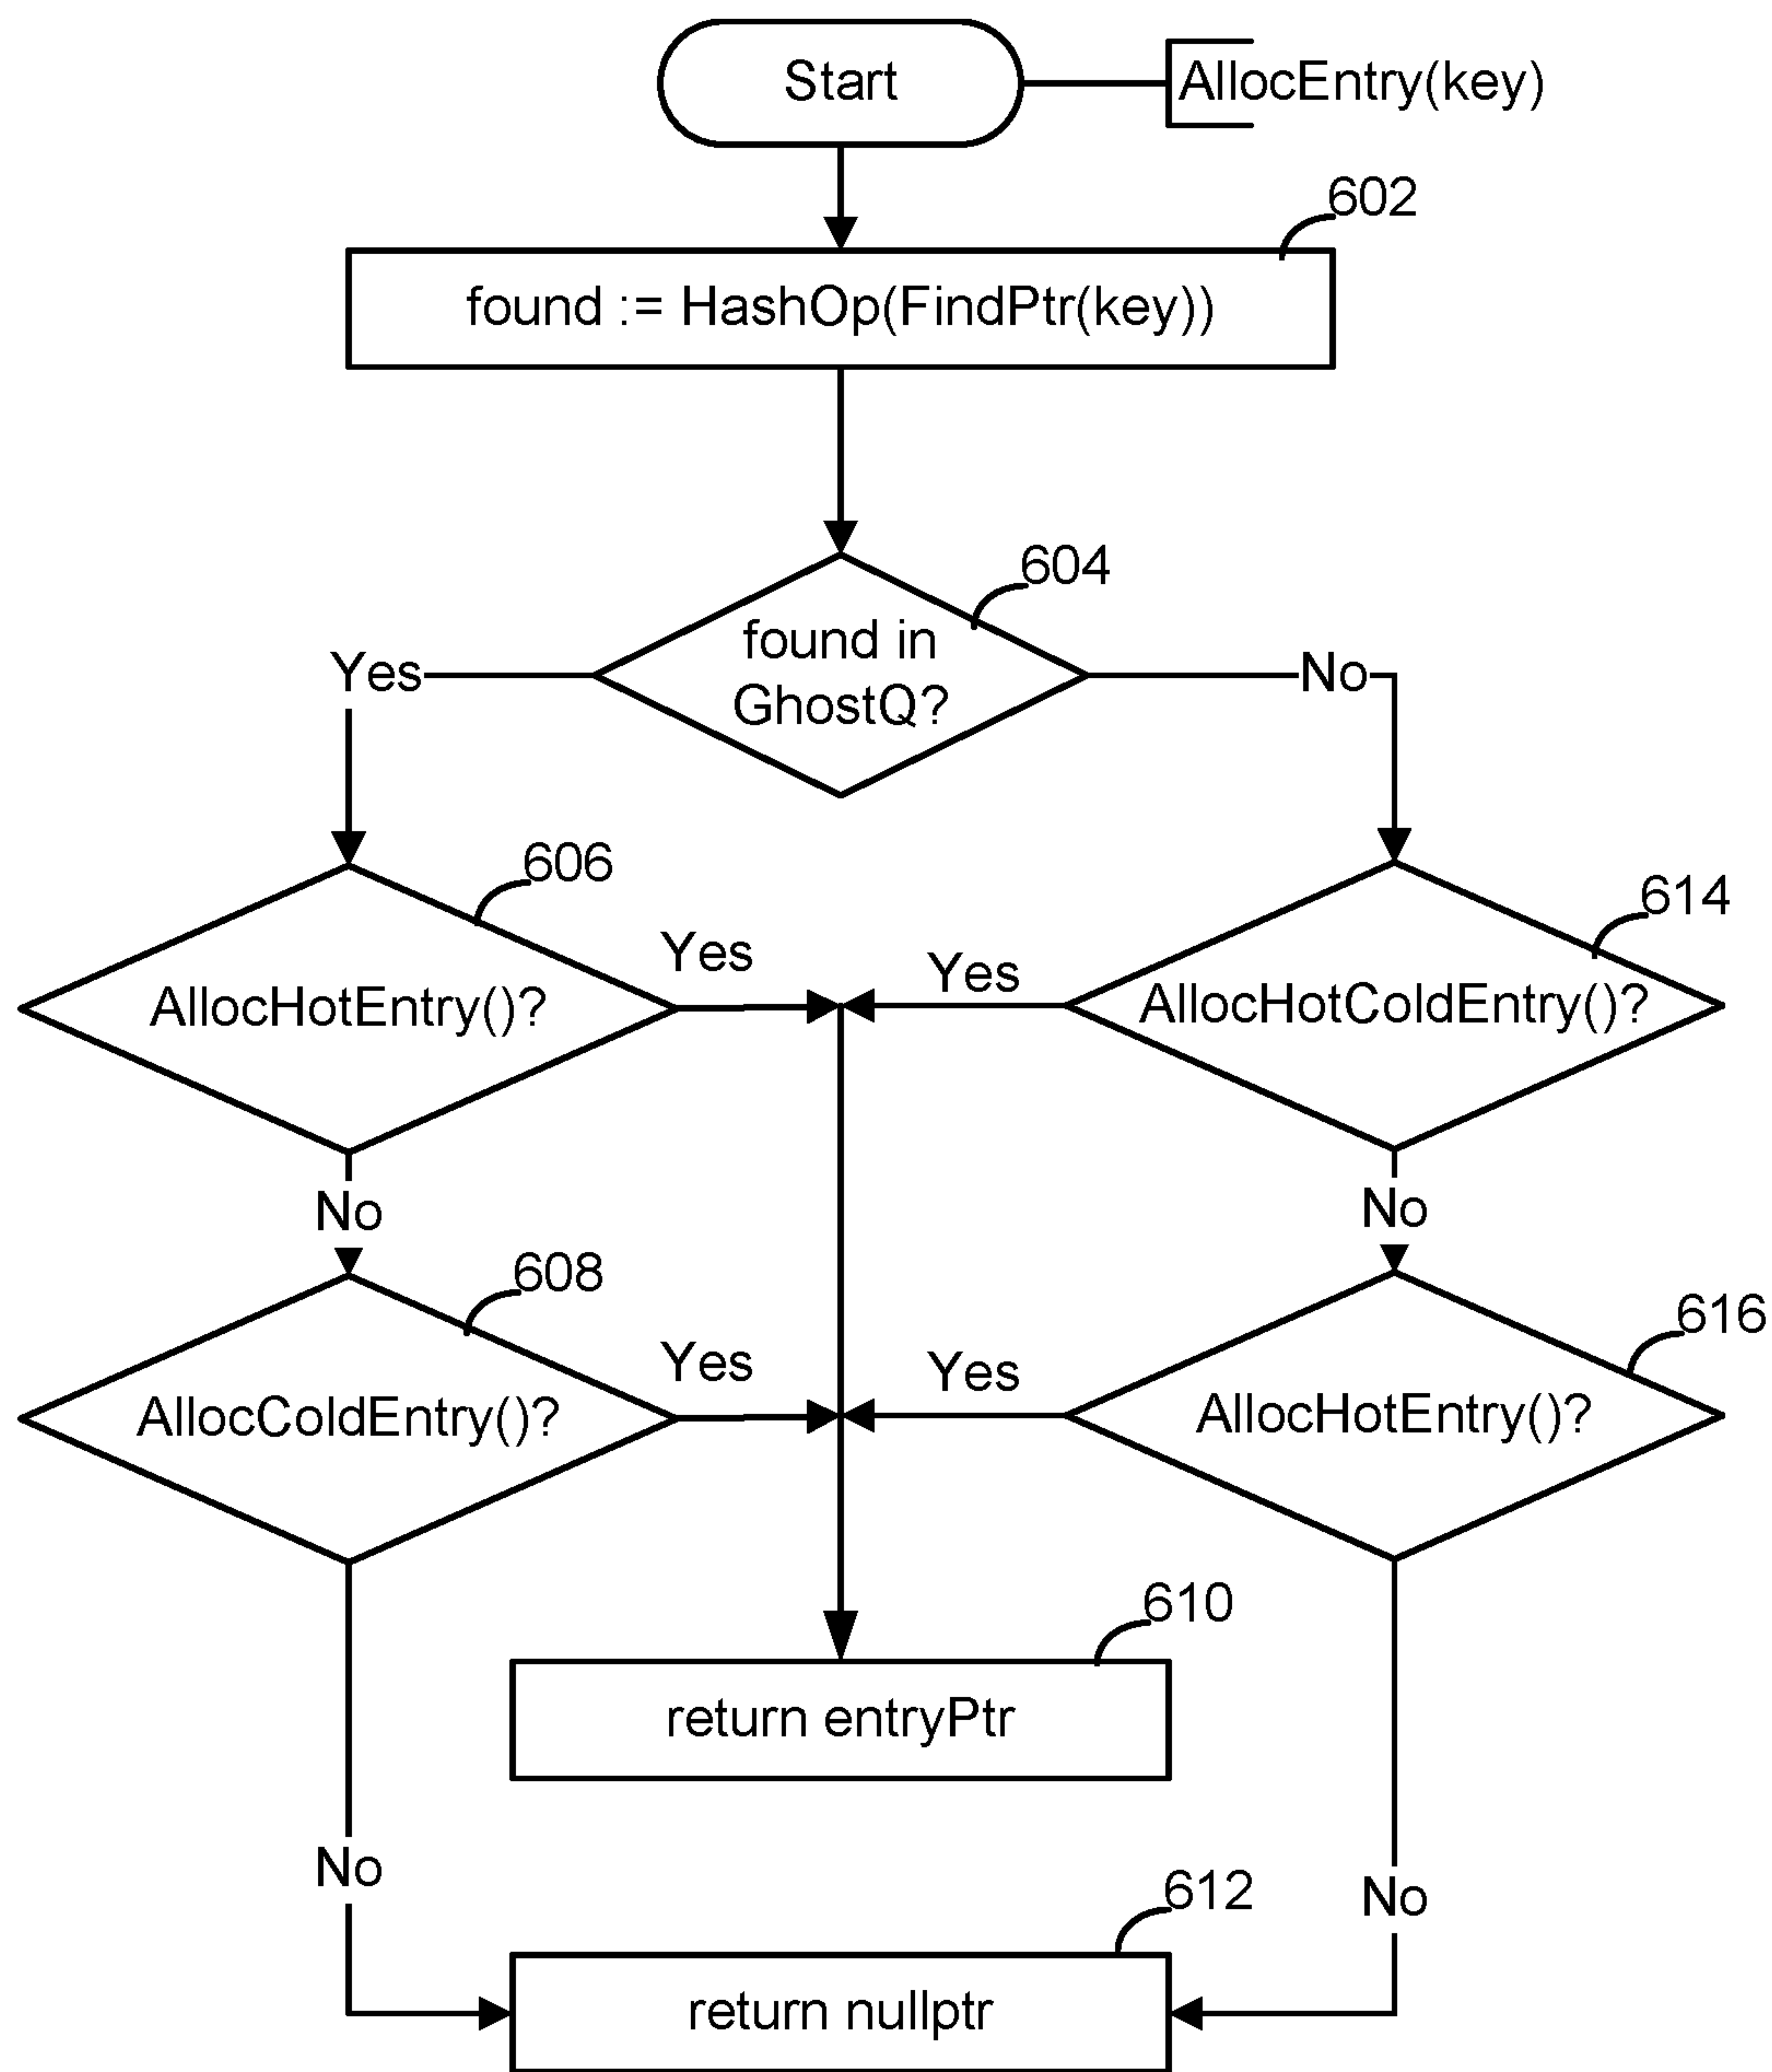 Start
AllocEntry(key)
602
found := HashOp(FindPtr(key))
604
found in
GhostQ?
Yes
No
606
614
AllocHotEntry()?
Yes
Yes
AllocHotColdEntry()?
No
No
608
616
AllocColdEntry()?
Yes
Yes
AllocHotEntry()?
610
return entryPtr
No
No
612
return nullptr